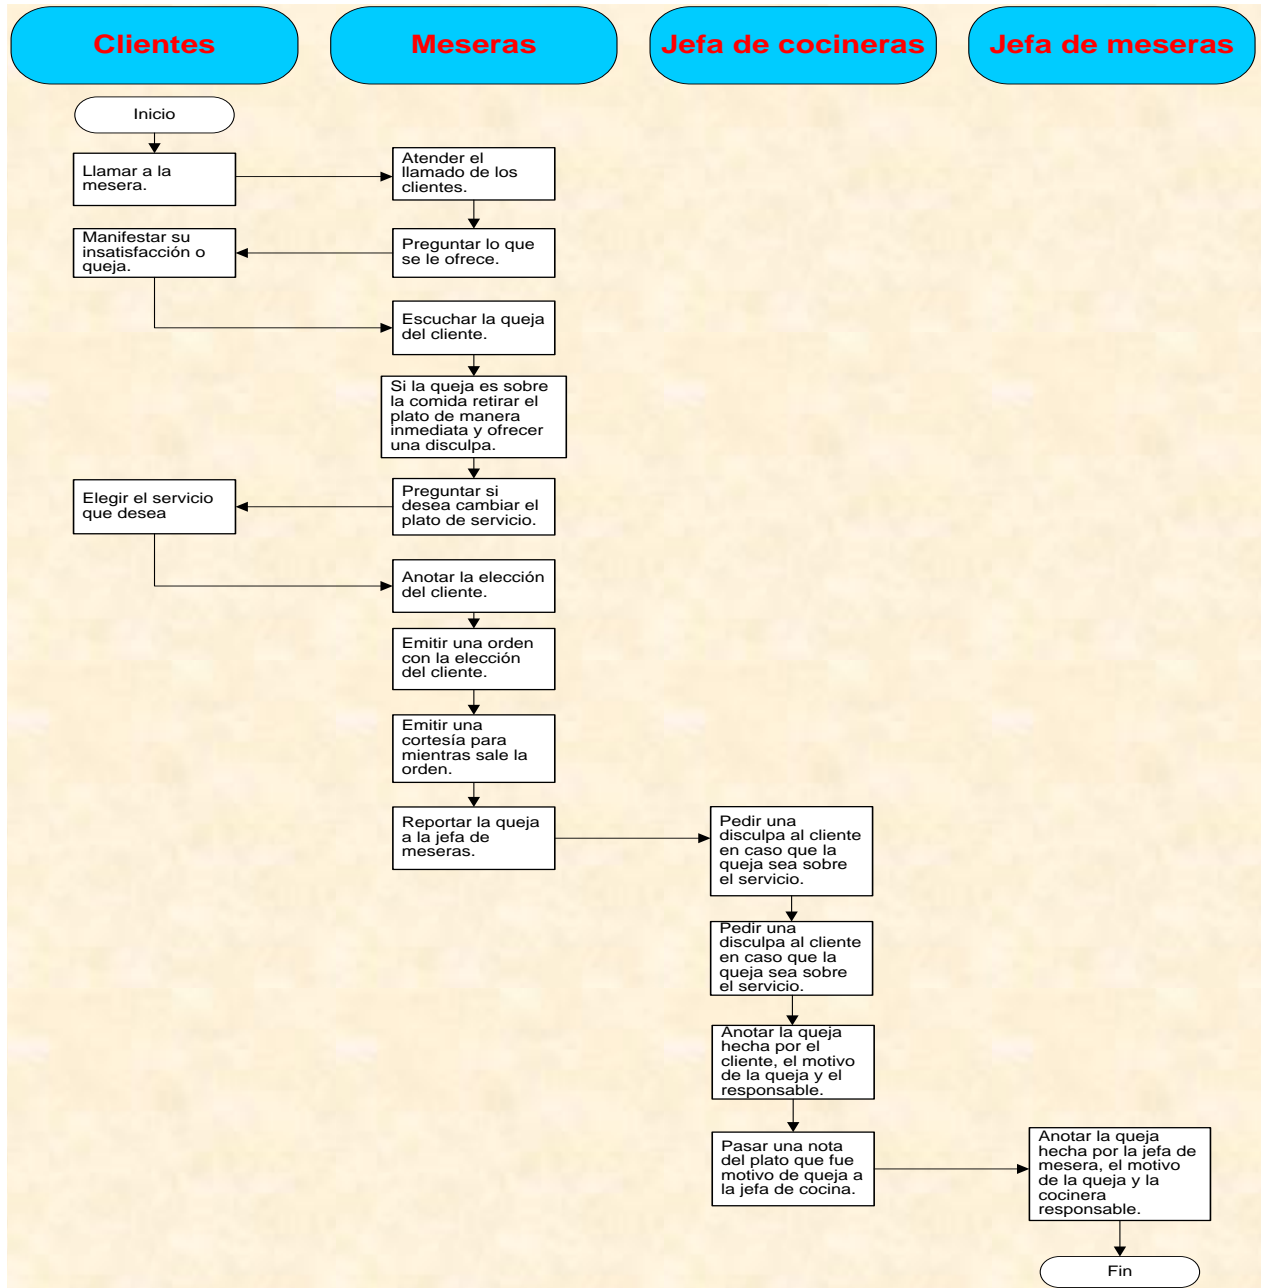 Clientes
Meseras
Jefa de cocineras
Jefa de meseras
Inicio
Llamar a la
mesera.
Atender el
llamado de los
clientes.
Manifestar su
insatisfacción o
queja.
Preguntar lo que
se le ofrece.
Escuchar la queja
del cliente.
Si la queja es sobre
la comida retirar el
plato de manera
inmediata y ofrecer
una disculpa.
Elegir el servicio
que desea
Preguntar si
desea cambiar el
plato de servicio.
Anotar la elección
del cliente.
Emitir una orden
con la elección
del cliente.
Emitir una
cortesía para
mientras sale la
orden.
Reportar la queja
a la jefa de
meseras.
Pedir una
disculpa al cliente
en caso que la
queja sea sobre
el servicio.
Pedir una
disculpa al cliente
en caso que la
queja sea sobre
el servicio.
Anotar la queja
hecha por el
cliente, el motivo
de la queja y el
responsable.
Pasar una nota
del plato que fue
motivo de queja a
la jefa de cocina.
Anotar la queja
hecha por la jefa de
mesera, el motivo
de la queja y la
cocinera
responsable.
Fin